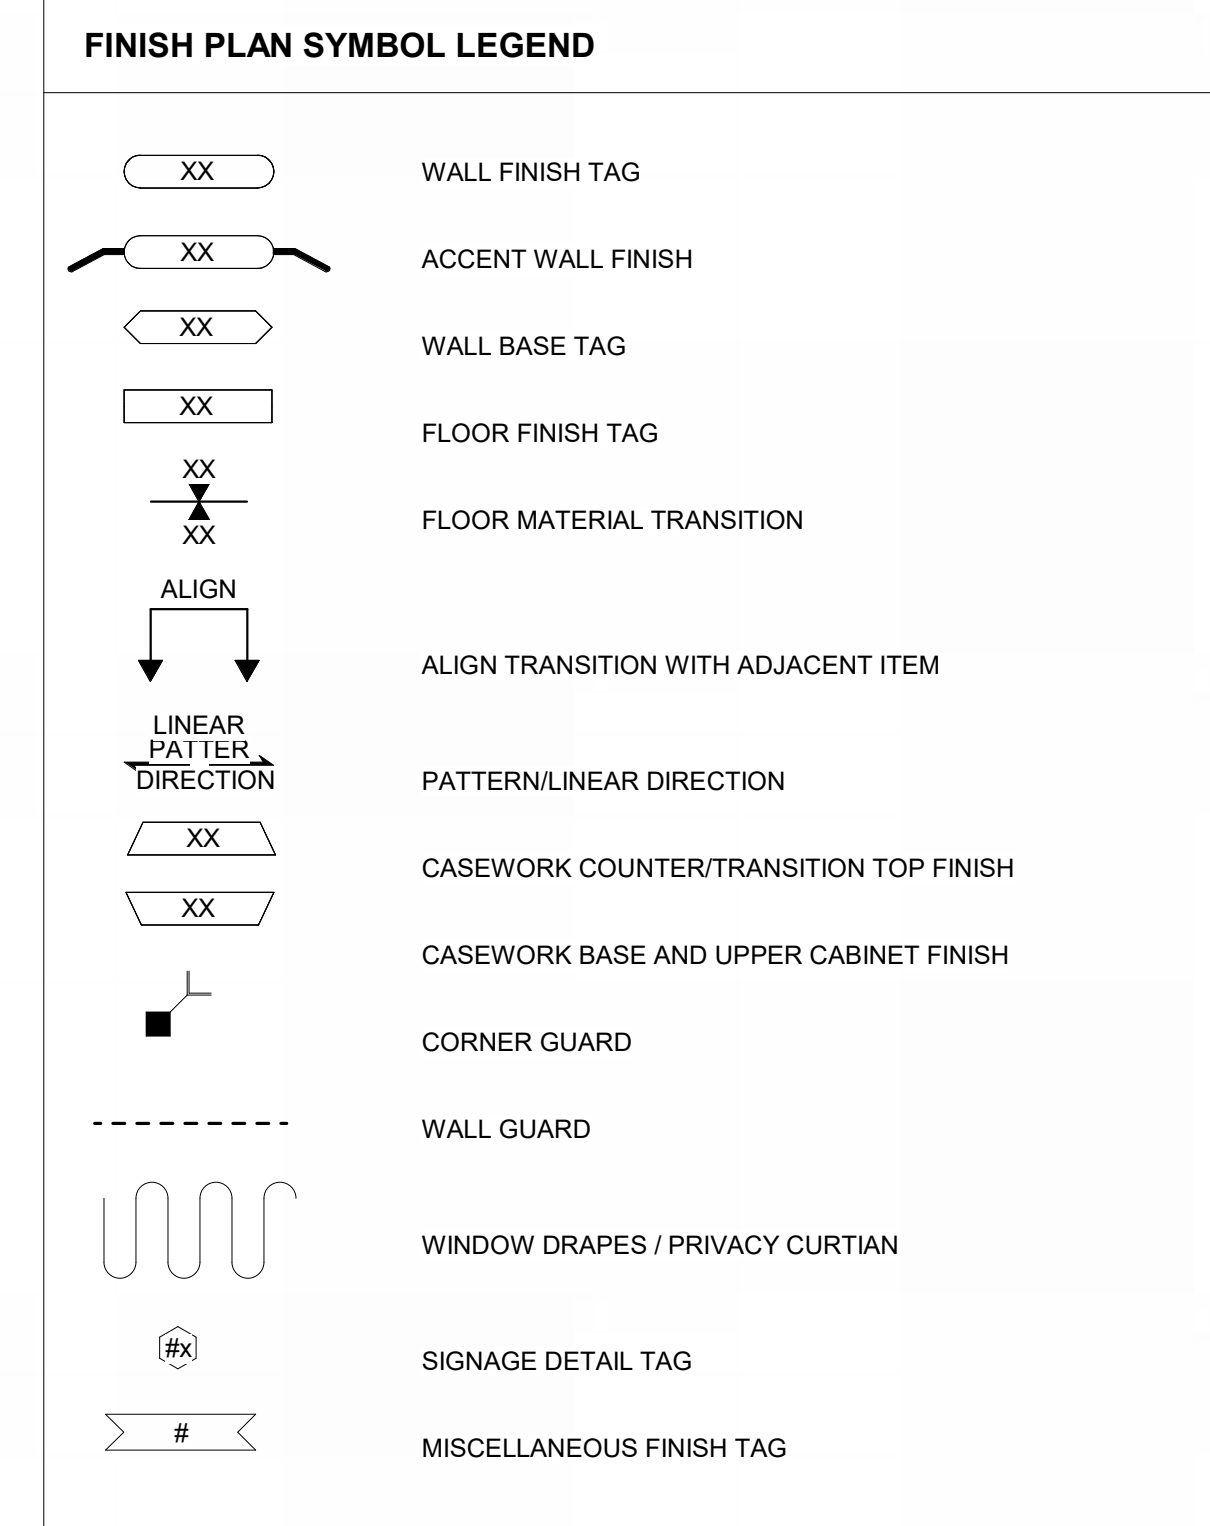 FINISH PLAN SYMBOL LEGEND
XX
WALL FINISH TAG
XX
ACCENT WALL FINISH
XX
WALL BASE TAG
XX
FLOOR FINISH TAG
XX
XX
FLOOR MATERIAL TRANSITION
ALIGN
ALIGN TRANSITION WITH ADJACENT ITEM
LINEAR
PATTER
DIRECTION
PATTERN/LINEAR DIRECTION
XX
CASEWORK COUNTER/TRANSITION TOP FINISH
XX
CASEWORK BASE AND UPPER CABINET FINISH
CORNER GUARD
WALL GUARD
WINDOW DRAPES / PRIVACY CURTIAN
#x
SIGNAGE DETAIL TAG
#
MISCELLANEOUS FINISH TAG